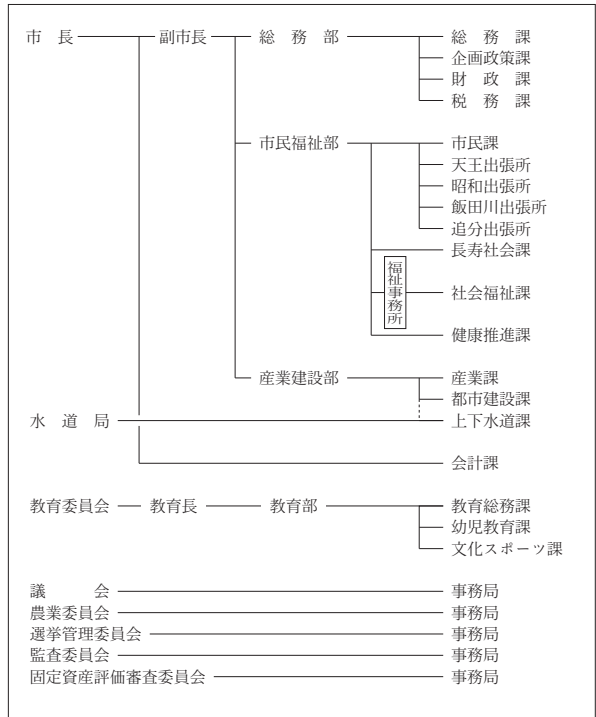 市 長 副市長 総 務 部 総 務 課
企画政策課
財 政 課
税 務 課
市民福祉部 市民課
天王出張所
昭和出張所
飯田川出張所
追分出張所
長寿社会課
福祉事務所 社会福祉課
健康推進課
産業建設部 産業課
都市建設課
水 道 局 上下水道課
会計課
教育委員会 教育長 教育部 教育総務課
幼児教育課
文化スポーツ課
議 会 事務局
農業委員会 事務局
選挙管理委員会 事務局
監査委員会 事務局
固定資産評価審査委員会 事務局